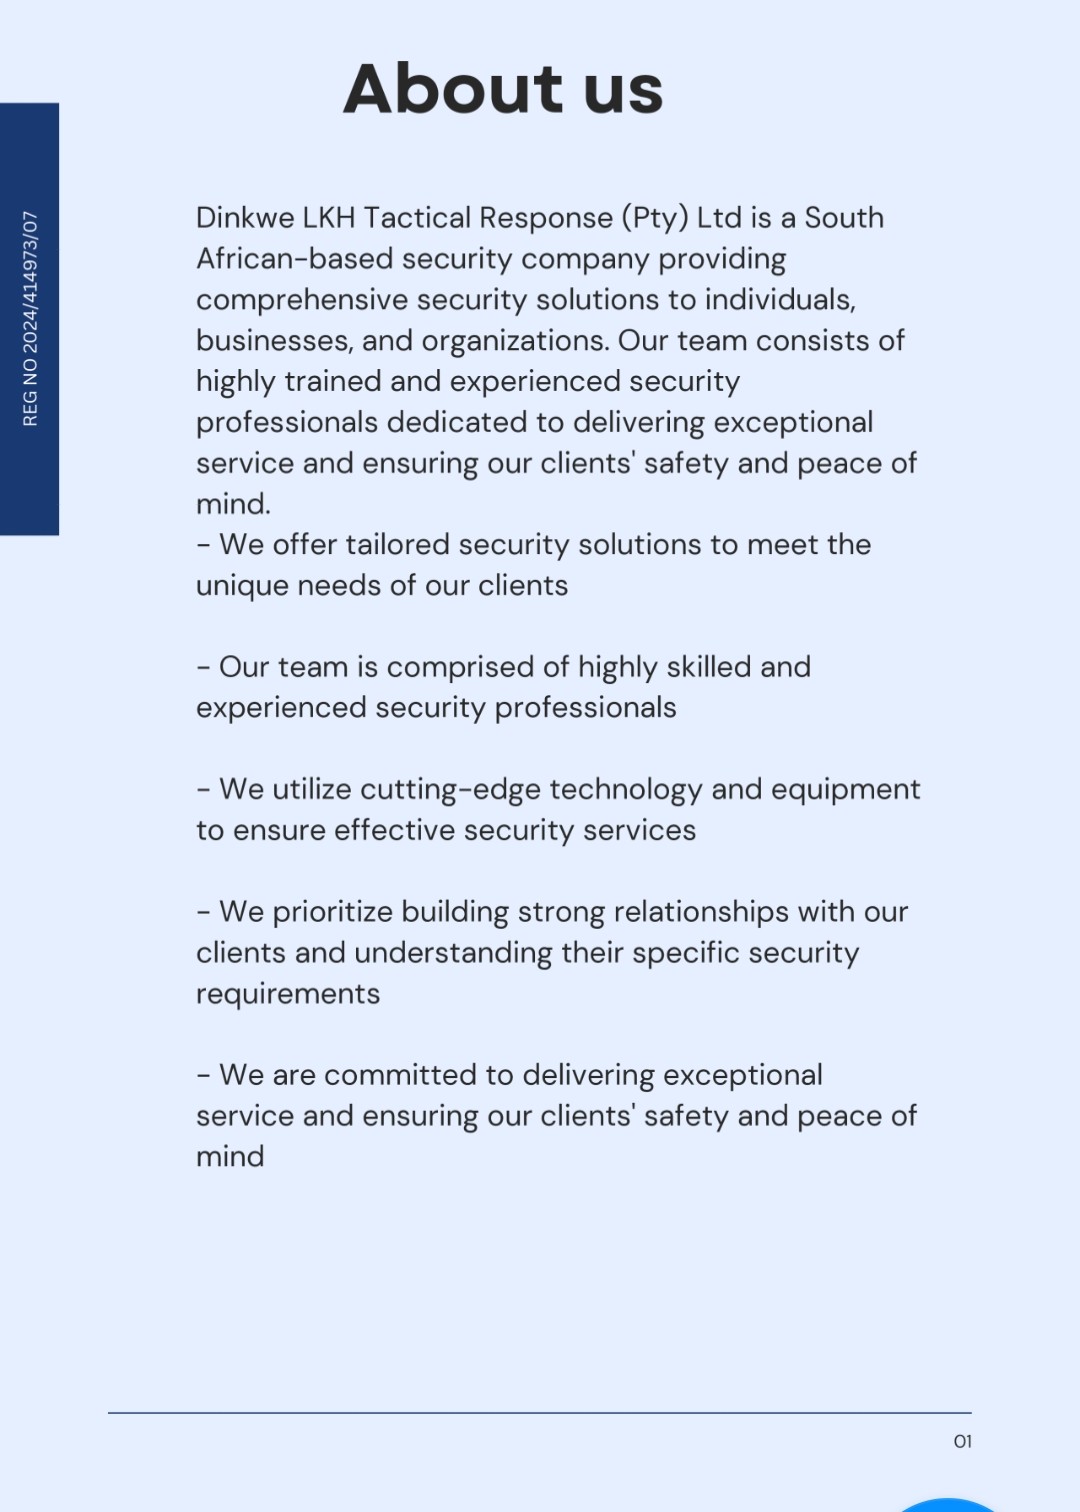 About us
REG NO 2024/414973/07
Dinkwe LKH Tactical Response (Pty) Ltd is a South
African-based security company providing
comprehensive security solutions to individuals,
businesses, and organizations. Our team consists of
highly trained and experienced security
professionals dedicated to delivering exceptional
service and ensuring our clients' safety and peace of
mind.
- We offer tailored security solutions to meet the
unique needs of our clients
- Our team is comprised of highly skilled and
experienced security professionals
- We utilize cutting-edge technology and equipment
to ensure effective security services
- We prioritize building strong relationships with our
clients and understanding their specific security
requirements
- We are committed to delivering exceptional
service and ensuring our clients' safety and peace of
mind
01